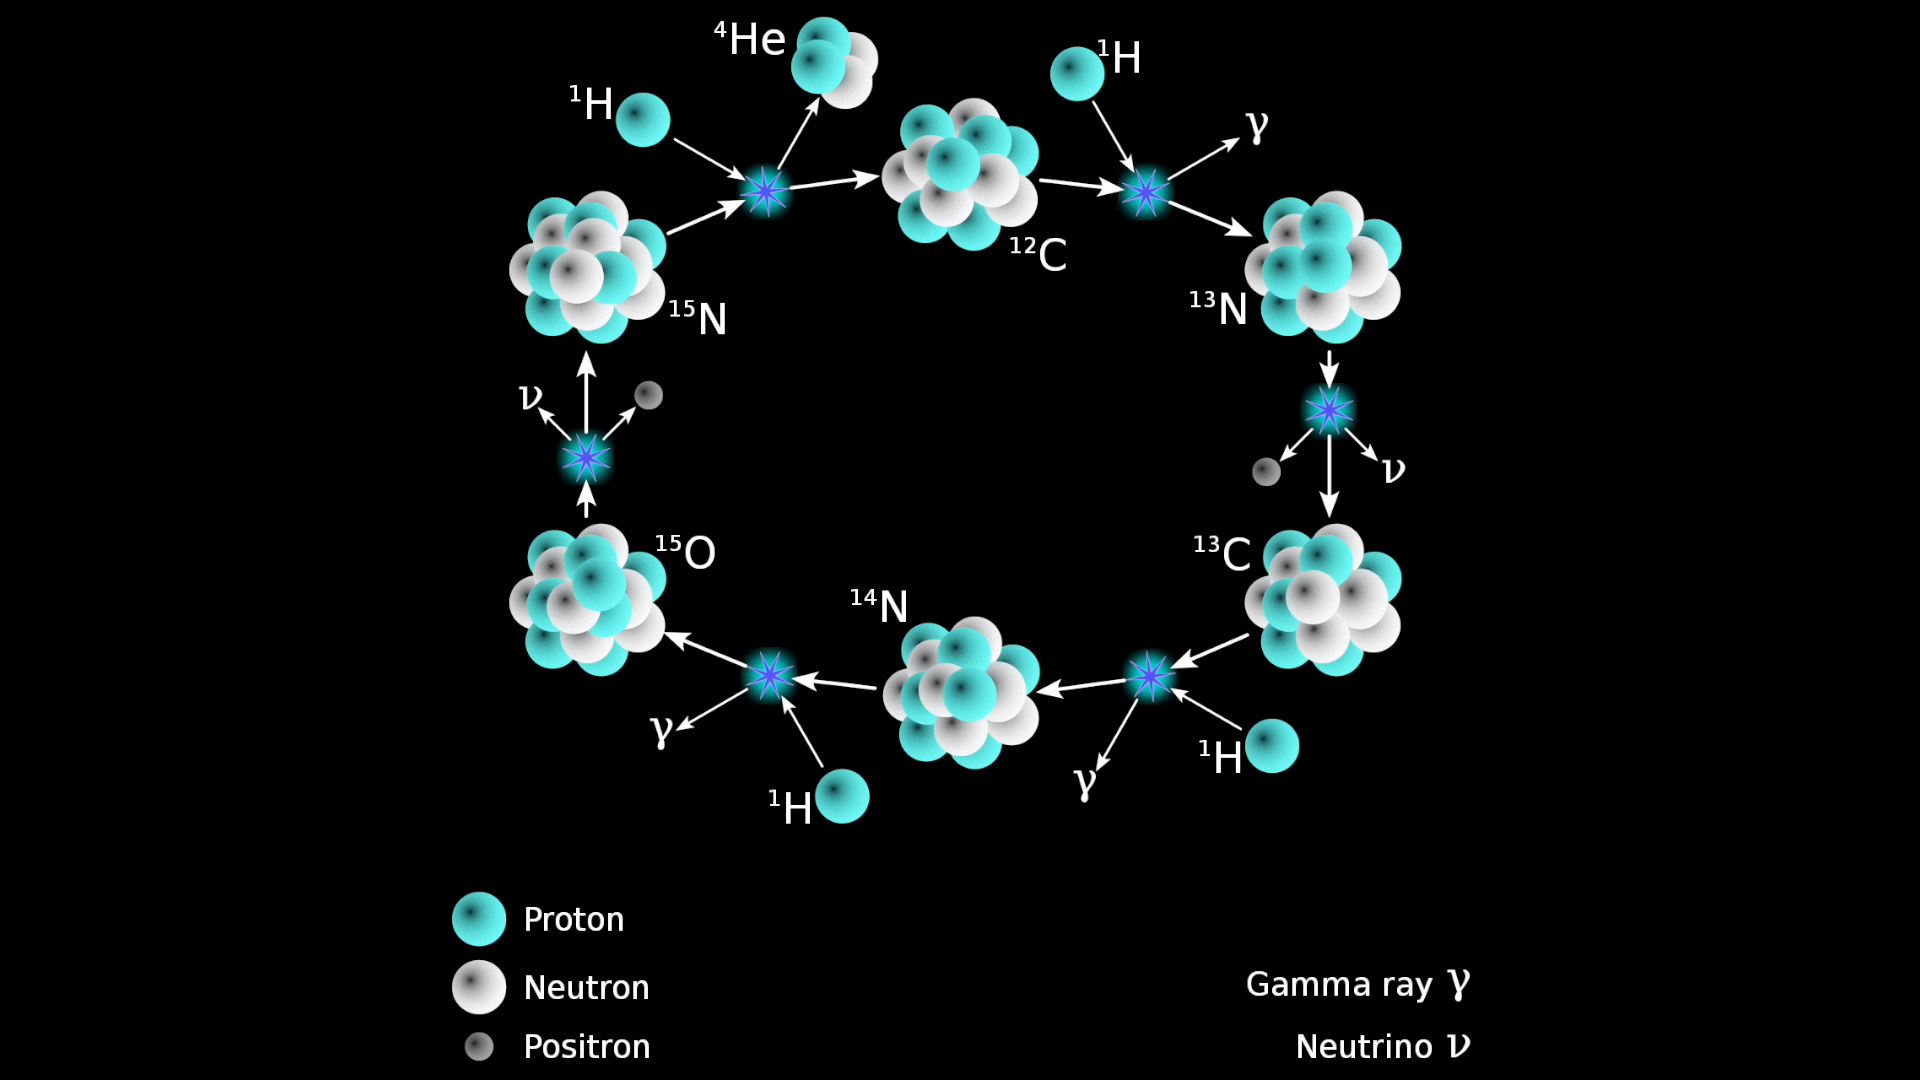 ⁴He
¹H
¹H
γ
¹²C
¹⁵N
¹³N
ν
ν
¹⁵O
¹³C
¹⁴N
γ
¹H
γ
¹H
Proton
Neutron
Positron
Gamma ray γ
Neutrino ν